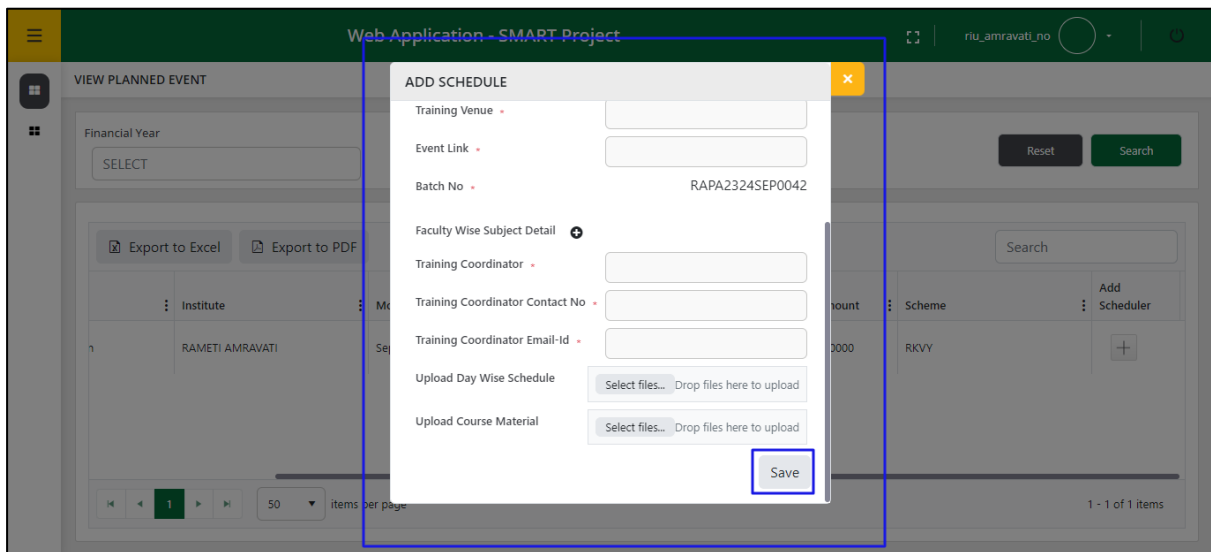 Web Application - SMART Project
riu_amravati_no
VIEW PLANNED EVENT
Financial Year
SELECT
Reset
Search
ADD SCHEDULE
×
Training Venue *
Event Link *
Batch No *
RAPA2324SEP0042
Faculty Wise Subject Detail
Training Coordinator *
Training Coordinator Contact No *
Training Coordinator Email-Id *
Upload Day Wise Schedule
Select files... Drop files here to upload
Upload Course Material
Select files... Drop files here to upload
Save
Export to Excel
Export to PDF
Search
Institute
Scheme
Add
Scheduler
RAMETI AMRAVATI
RKVY
1
50
items per page
1 - 1 of 1 items